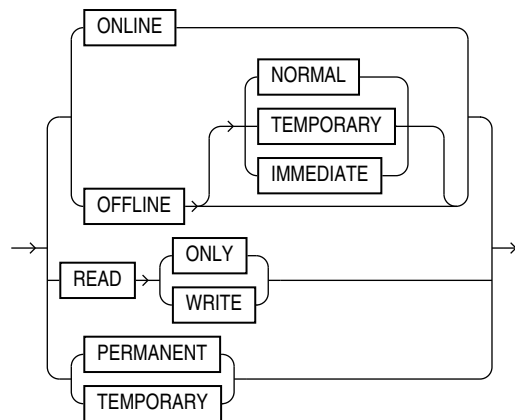 ONLINE
NORMAL
TEMPORARY
IMMEDIATE
OFFLINE
READ
ONLY
WRITE
PERMANENT
TEMPORARY